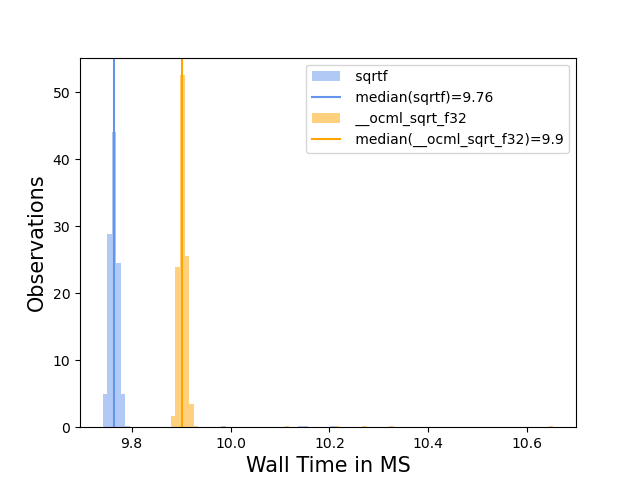 sqrtf
median(sqrtf)=9.76
__ocml_sqrt_f32
median(__ocml_sqrt_f32)=9.9
Observations
50
40
30
20
10
0
9.8 10.0 10.2 10.4 10.6
Wall Time in MS